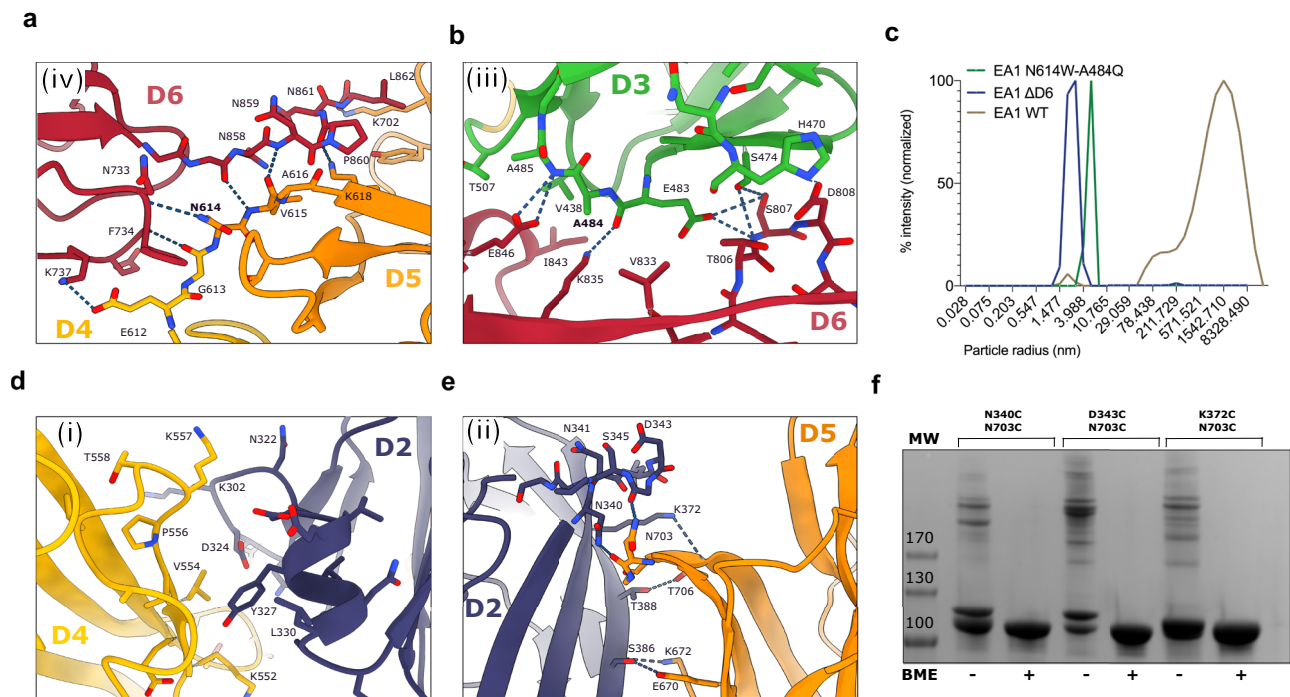 a
(iv)
D6
L862
N859
N861
K702
N858
P860
N733
A616
K618
N614
V615
F734
K737
D5
G613
D4
E612
b
(iii)
D3
H470
A485
S474
T507
E483
D808
V438
S807
A484
E846
I843
T806
K835
V833
D6
c
EA1 N614W-A484Q
EA1 ΔD6
EA1 WT
% intensity (normalized)
100
50
0
0.028
0.075
0.203
0.547
1.477
3.988
10.765
29.059
78.438
211.729
571.521
1542.710
8328.490
Particle radius (nm)
d
(i)
K557
N322
D2
T558
K302
P556
D324
V554
Y327
D4
L330
K552
e
(ii)
D343
N341
S345
D5
K372
N340
N703
D2
T388
T706
S386
K672
E670
f
N340C D343C K372C
N703C N703C N703C
MW
170
130
100
BME - + - + - +